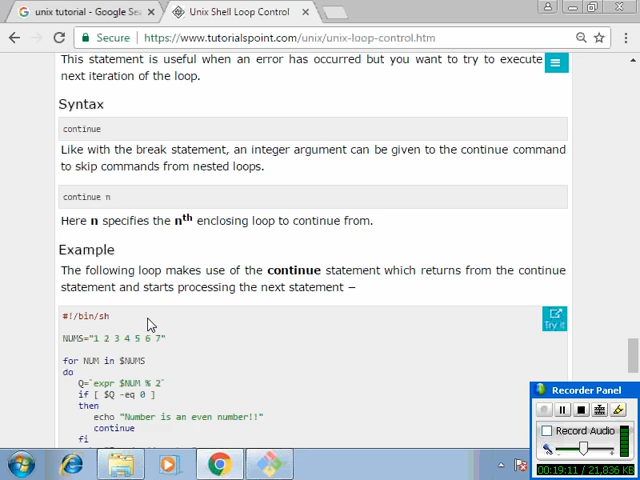 unix tutorial - Google Se
Unix Shell Loop Control
Secure
https://www.tutorialspoint.com/unix/unix-loop-control.htm
This statement is useful when an error has occurred but you want to try to execute
next iteration of the loop.
Syntax
continue
Like with the break statement, an integer argument can be given to the continue command
to skip commands from nested loops.
continue n
Here n specifies the nth enclosing loop to continue from.
Example
The following loop makes use of the continue statement which returns from the continue
statement and starts processing the next statement −
#!/bin/sh
Try it
NUMS="1 2 3 4 5 6 7"
for NUM in $NUMS
do
Q=`expr $NUM % 2`
if [ $Q -eq 0 ]
then
echo "Number is an even number!!"
continue
fi
Recorder Panel
Record Audio
00:19:11 / 21,836 KB